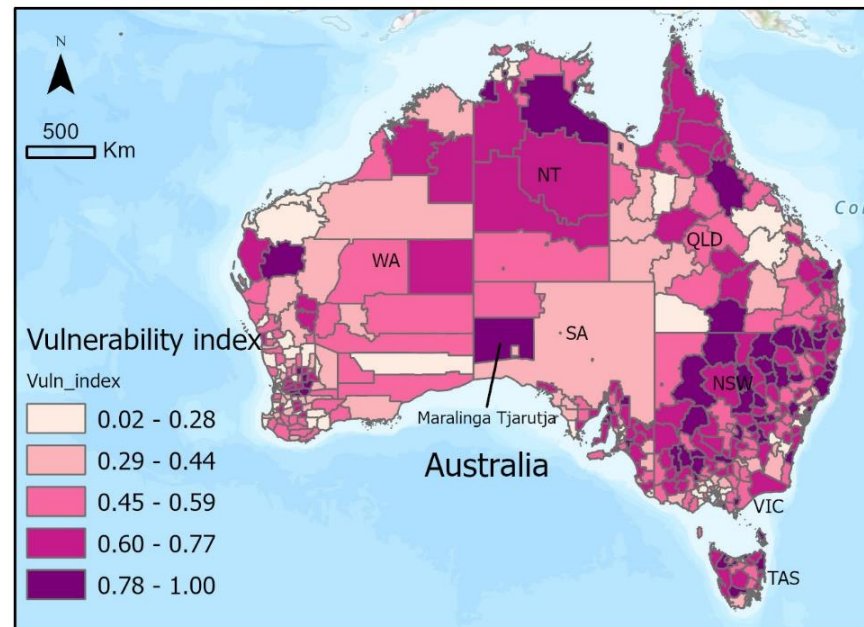 N
500
Km
NT
QLD
WA
SA
NSW
Maralinga Tjarutja
Australia
VIC
TAS
Vulnerability index
Vuln_index
0.02 - 0.28
0.29 - 0.44
0.45 - 0.59
0.60 - 0.77
0.78 - 1.00